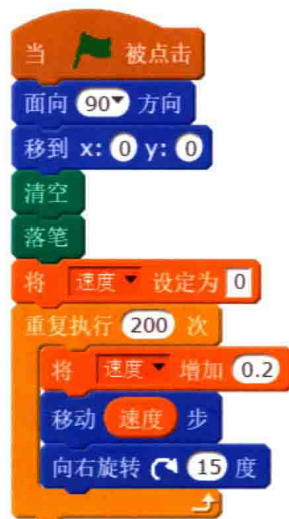 当 被点击
面向 90 方向
移到 x: 0 y: 0
清空
落笔
将 速度 设定为 0
重复执行 200 次
将 速度 增加 0.2
移动 速度 步
向右旋转 15 度